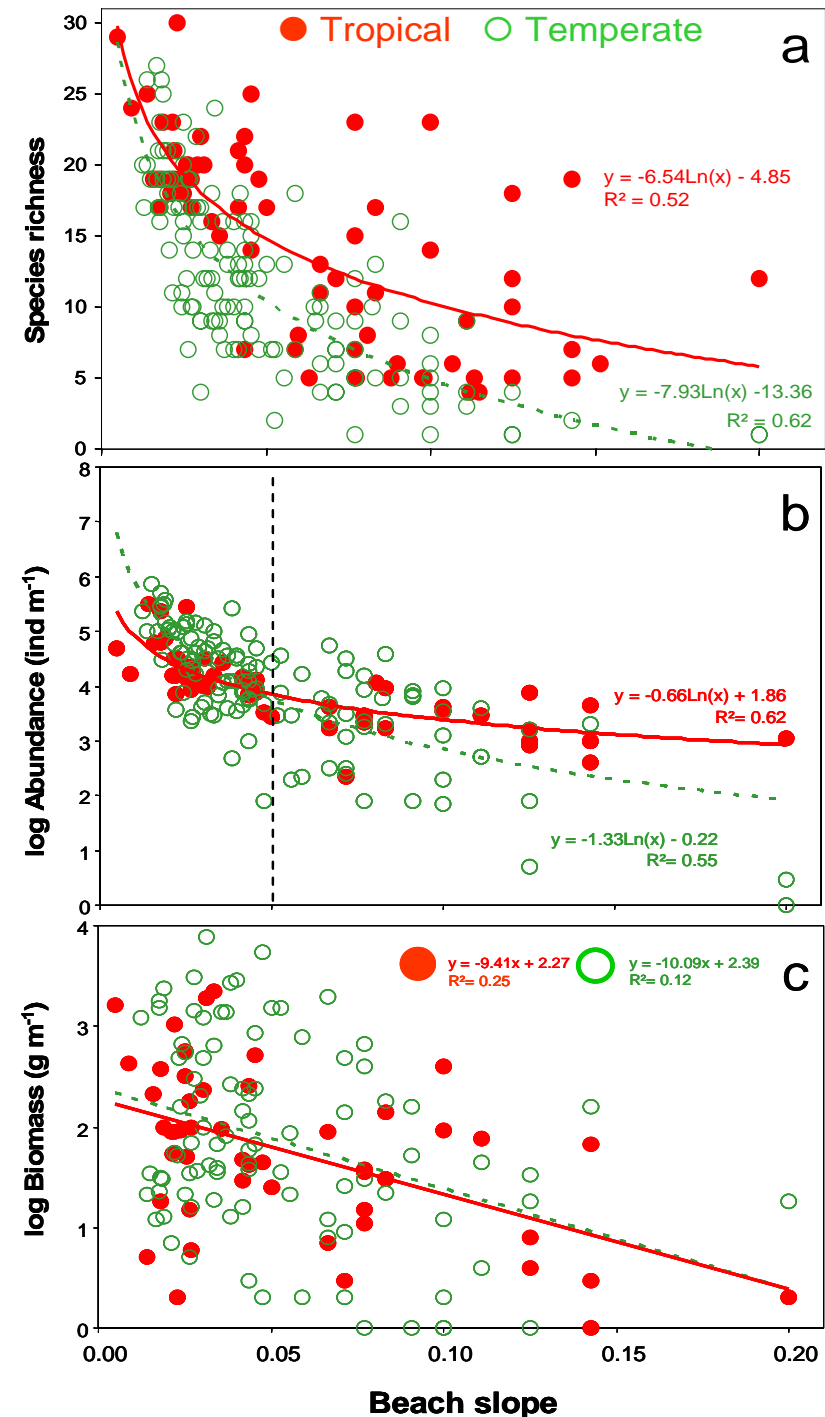 Tropical Temperate
a
30
25
20
15
10
5
0
Species richness
y = -6.54Ln(x) - 4.85
R² = 0.52
y = -7.93Ln(x) -13.36
R² = 0.62
b
8
7
6
5
4
3
2
1
0
log Abundance (ind m⁻¹)
y = -0.66Ln(x) + 1.86
R²= 0.62
y = -1.33Ln(x) - 0.22
R²= 0.55
c
4
3
2
1
0
log Biomass (g m⁻¹)
y = -9.41x + 2.27
R²= 0.25
y = -10.09x + 2.39
R²= 0.12
0.00 0.05 0.10 0.15 0.20
Beach slope